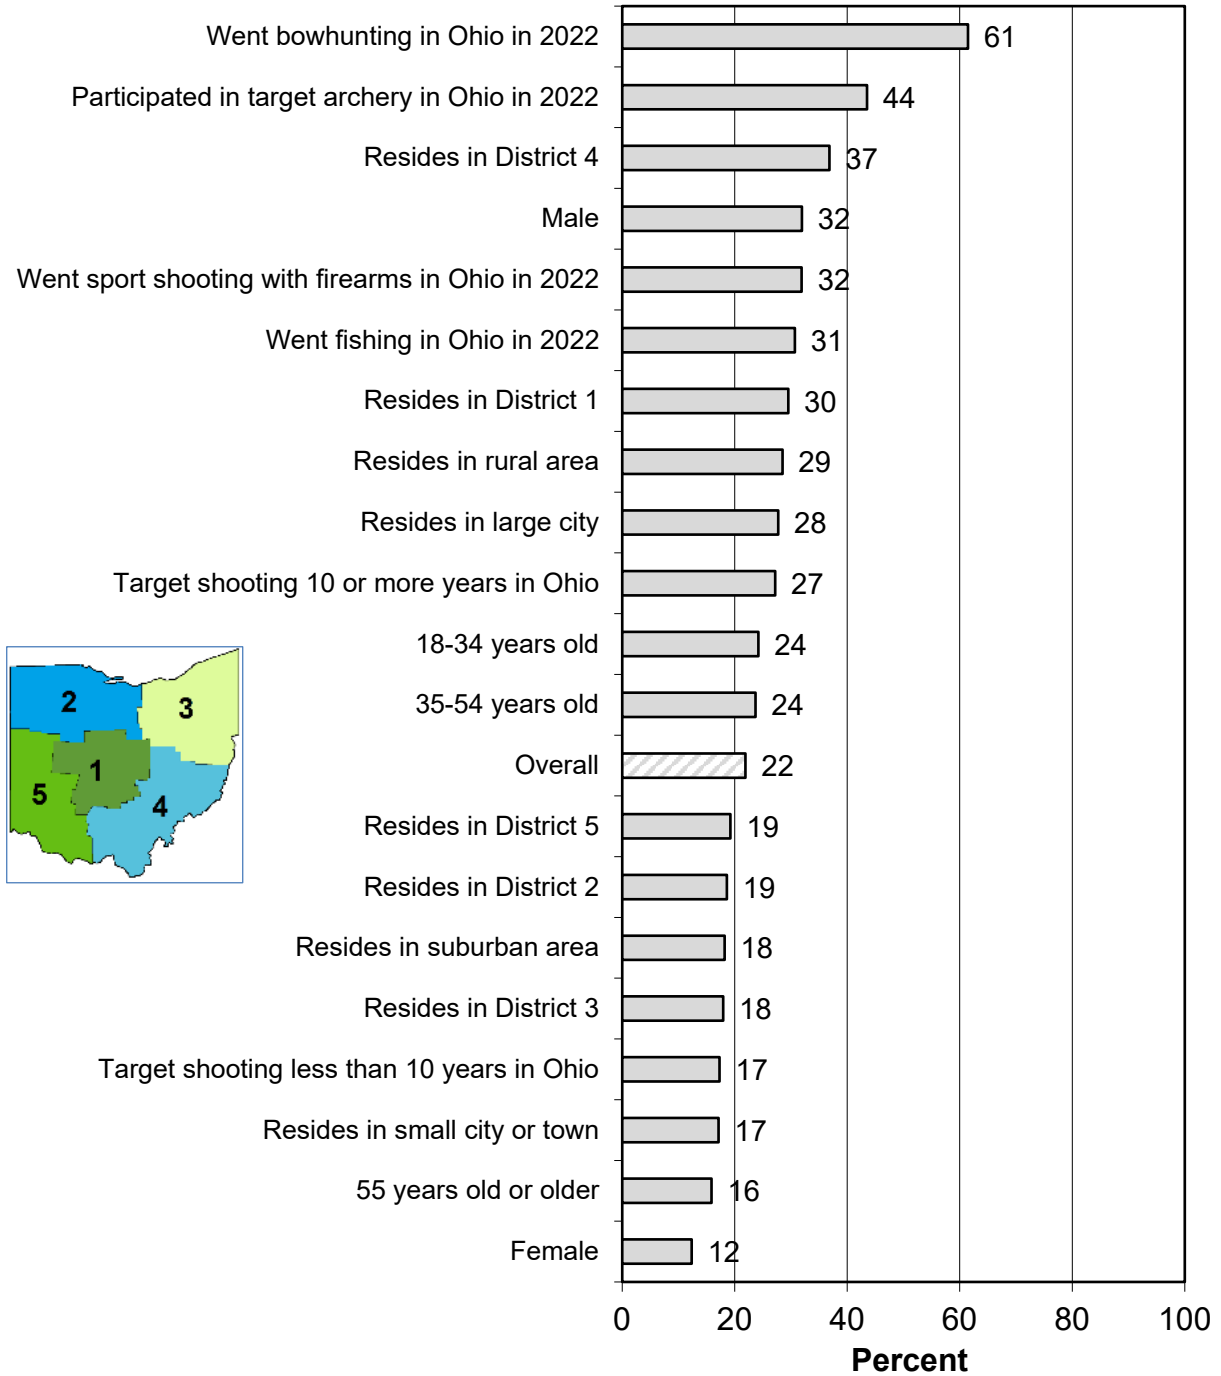 Went bowhunting in Ohio in 2022 61
Participated in target archery in Ohio in 2022 44
Resides in District 4 37
Male 32
Went sport shooting with firearms in Ohio in 2022 32
Went fishing in Ohio in 2022 31
Resides in District 1 30
Resides in rural area 29
Resides in large city 28
Target shooting 10 or more years in Ohio 27
18-34 years old 24
35-54 years old 24
Overall 22
Resides in District 5 19
Resides in District 2 19
Resides in suburban area 18
Resides in District 3 18
Target shooting less than 10 years in Ohio 17
Resides in small city or town 17
55 years old or older 16
Female 12
2
3
1
5
4
0 20 40 60 80 100
Percent